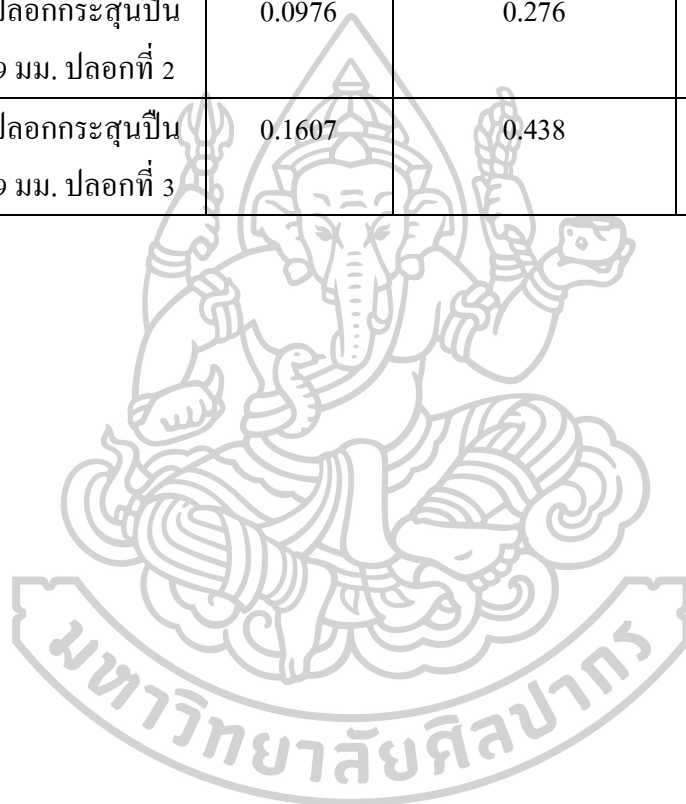 ปลอกกระสุนปืน 0.0976 0.276
9 มม. ปลอกที่ 2
ปลอกกระสุนปืน 0.1607 0.438
9 มม. ปลอกที่ 3
มหาวิทยาลัยศิลปากร